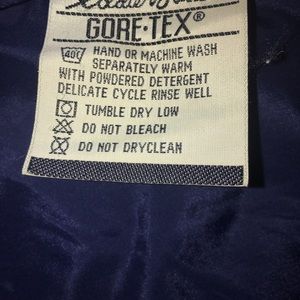 GORE-TEX®
40C HAND OR MACHINE WASH
SEPARATELY WARM
WITH POWDERED DETERGENT
DELICATE CYCLE RINSE WELL
TUMBLE DRY LOW
DO NOT BLEACH
DO NOT DRYCLEAN